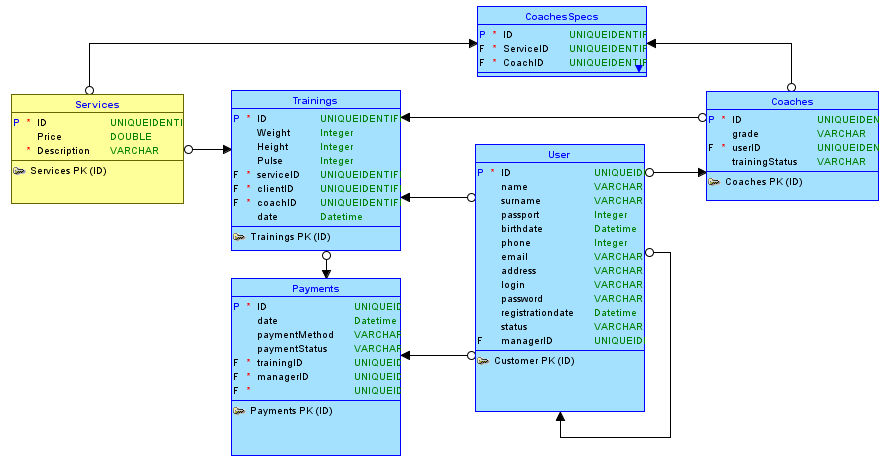 CoachesSpecs
P * ID UNIQUEIDENTIF
F * ServiceID UNIQUEIDENTIF
F * CoachID UNIQUEIDENTIF
Services
P * ID UNIQUEIDENTI
Price DOUBLE
* Description VARCHAR
Services PK (ID)
Trainings
P * ID UNIQUEIDENTIF
Weight Integer
Height Integer
Pulse Integer
F * serviceID UNIQUEIDENTIF
F * clientID UNIQUEIDENTIF
F * coachID UNIQUEIDENTIF
date Datetime
Trainings PK (ID)
Coaches
P * ID UNIQUEIDEN
grade VARCHAR
F * userID UNIQUEIDEN
trainingStatus VARCHAR
Coaches PK (ID)
User
P * ID UNIQUEID
name VARCHAR
surname VARCHAR
passport Integer
birthdate Datetime
phone Integer
email VARCHAR
address VARCHAR
login VARCHAR
password VARCHAR
registrationdate Datetime
status VARCHAR
F managerID UNIQUEID
Customer PK (ID)
Payments
P * ID UNIQUEID
date Datetime
paymentMethod VARCHAR
paymentStatus VARCHAR
F * trainingID UNIQUEID
F * managerID UNIQUEID
F * UNIQUEID
Payments PK (ID)